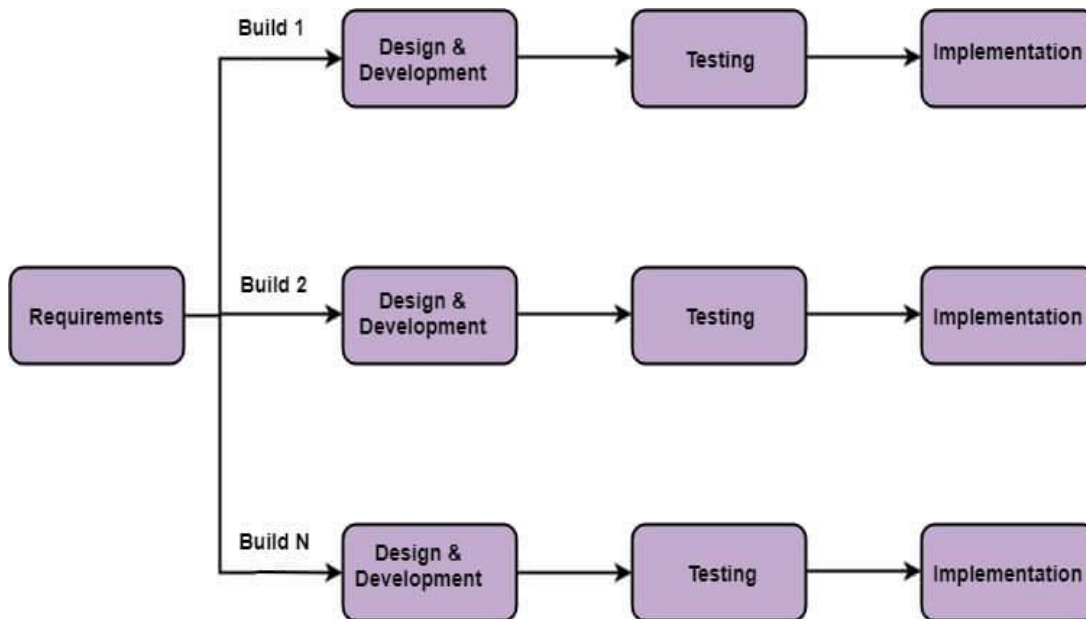 Build 1
Design &
Development
Testing
Implementation
Requirements
Build 2
Design &
Development
Testing
Implementation
Build N
Design &
Development
Testing
Implementation